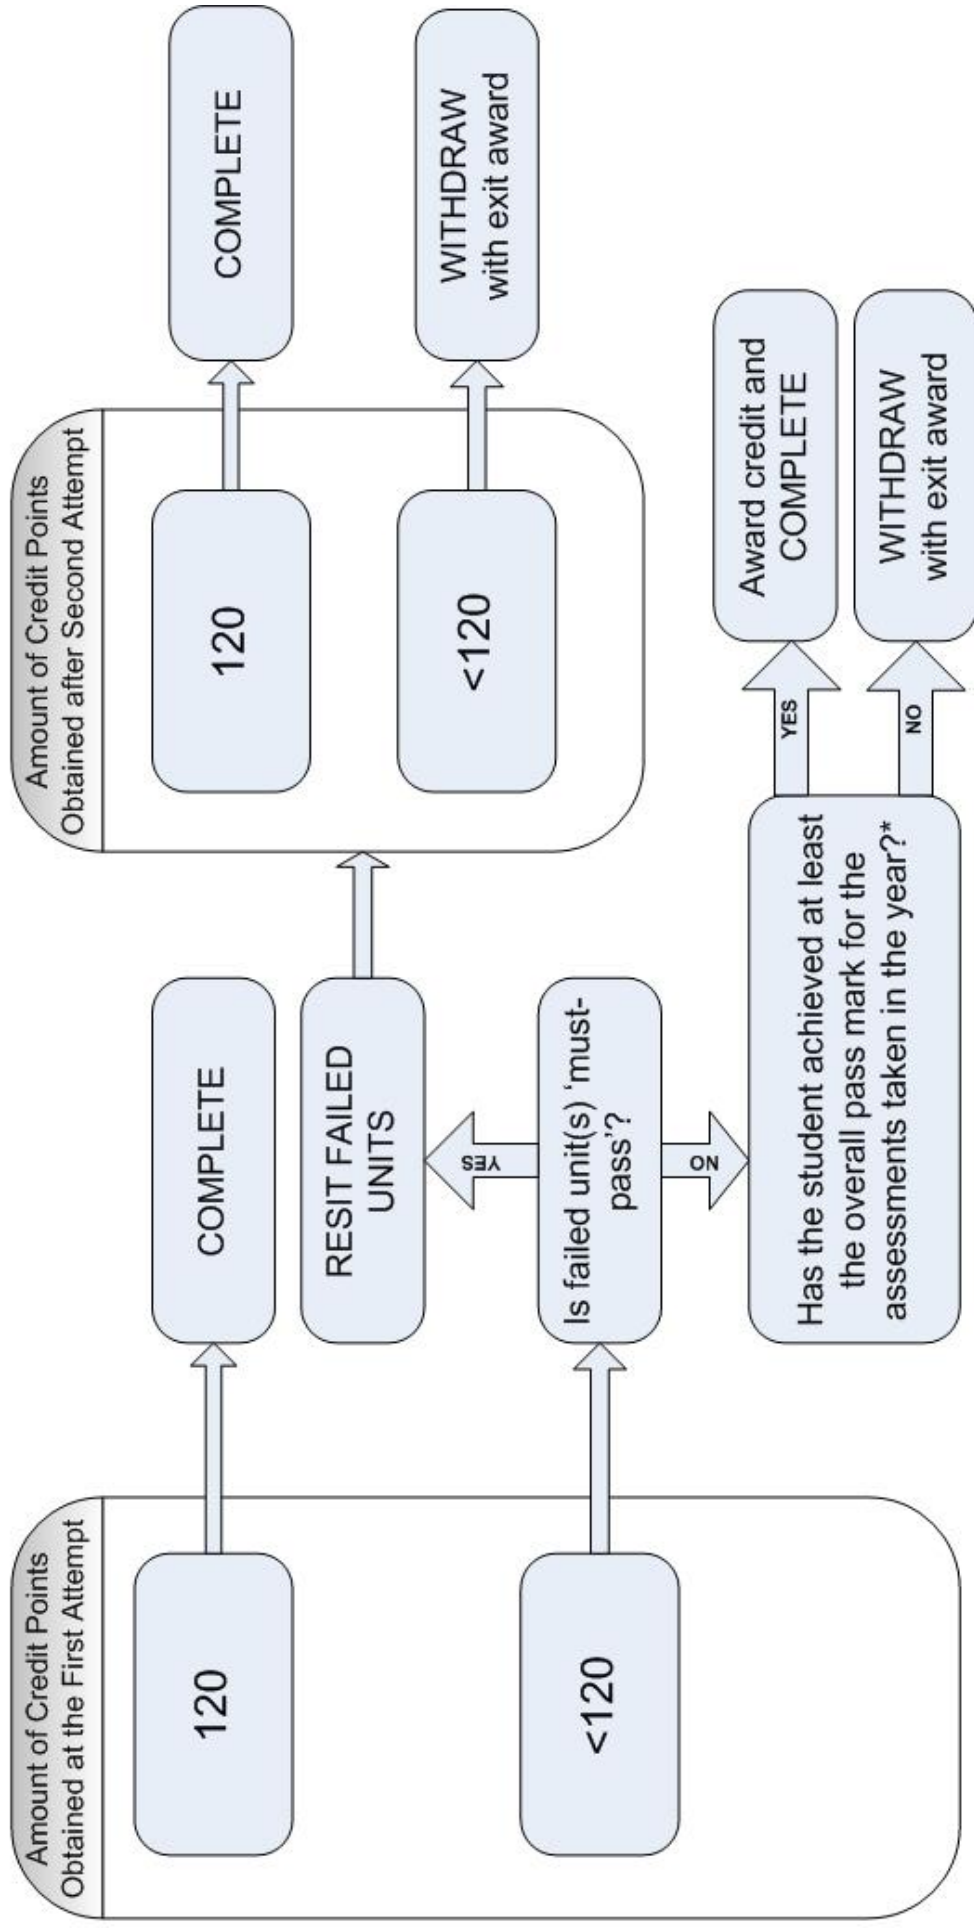 Amount of Credit Points
Obtained at the First Attempt
120
<120
COMPLETE
RESIT FAILED
UNITS
YES
Is failed unit(s) ‘must-
pass’?
NO
Has the student achieved at least
the overall pass mark for the
assessments taken in the year?*
YES
NO
Amount of Credit Points
Obtained after Second Attempt
120
<120
COMPLETE
WITHDRAW
with exit award
Award credit and
COMPLETE
WITHDRAW
with exit award